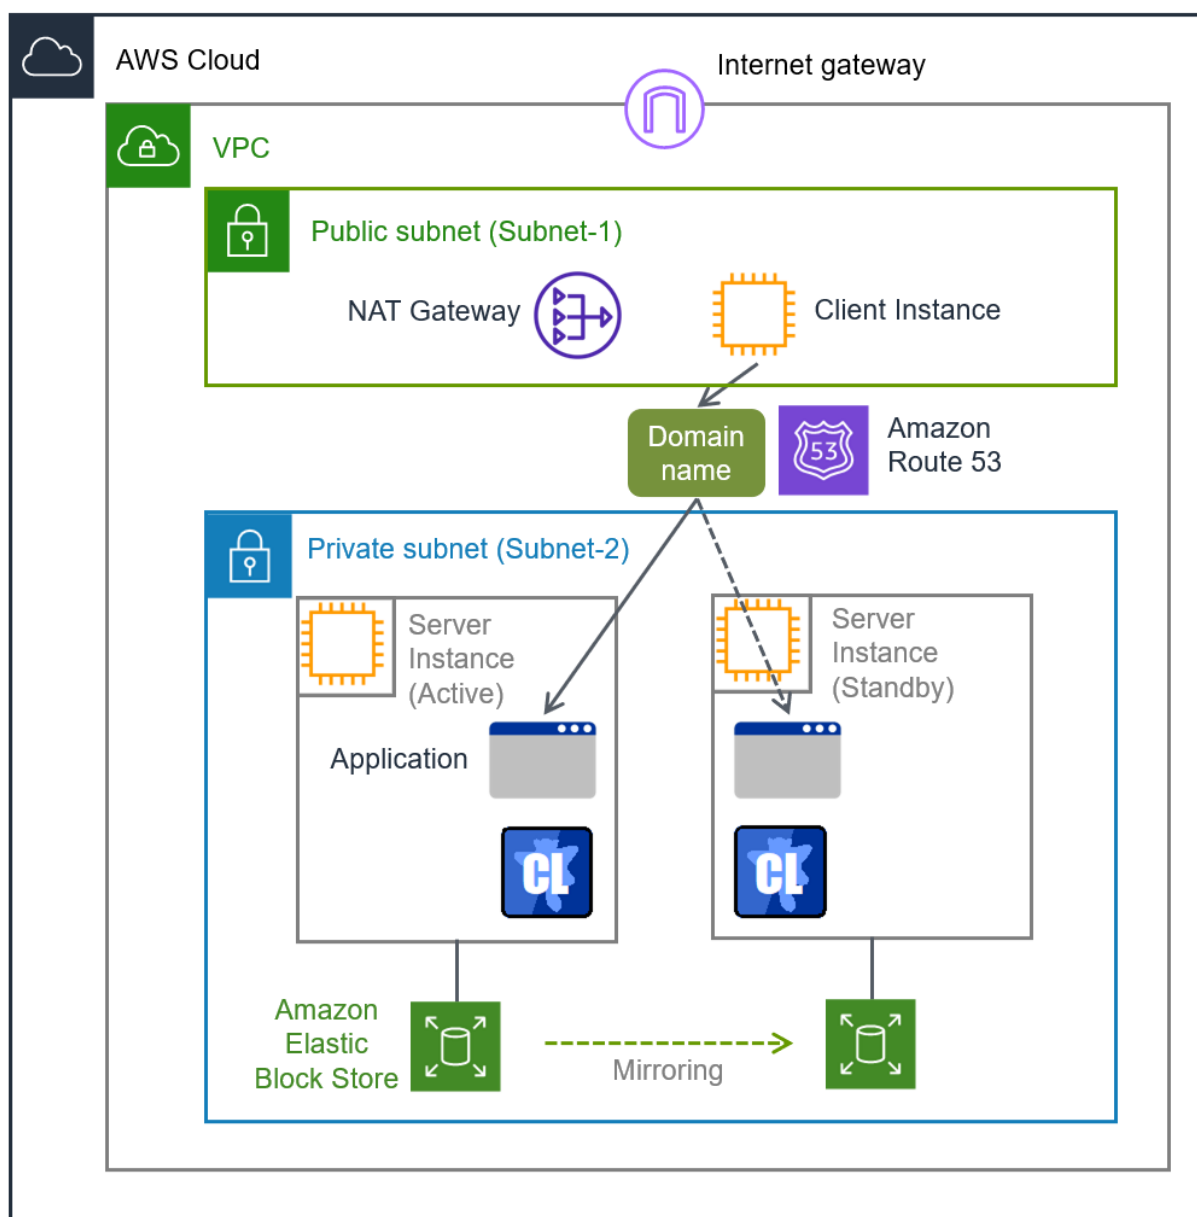 AWS Cloud
Internet gateway
VPC
Public subnet (Subnet-1)
NAT Gateway
Client Instance
Domain
name
53
Amazon
Route 53
Private subnet (Subnet-2)
Server
Instance
(Active)
Server
Instance
(Standby)
Application
CL
CL
Amazon
Elastic
Block Store
Mirroring